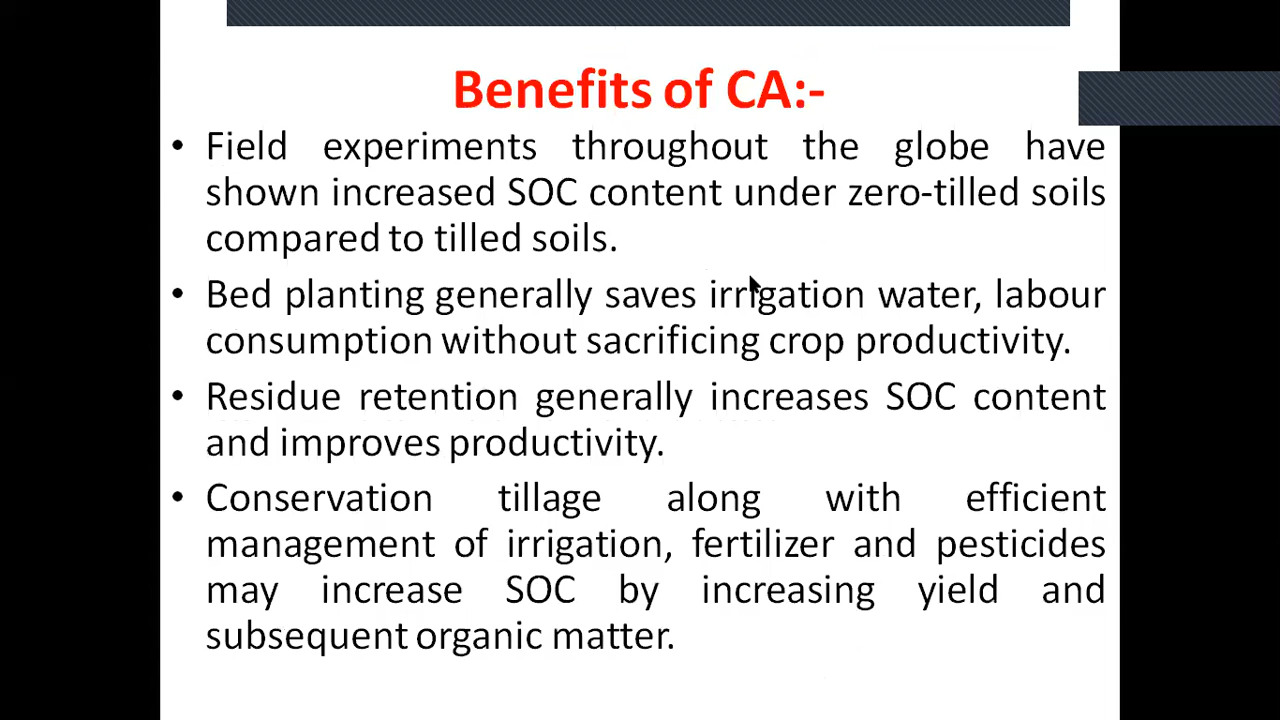 Benefits of CA:-
• Field experiments throughout the globe have
shown increased SOC content under zero-tilled soils
compared to tilled soils.
• Bed planting generally saves irrigation water, labour
consumption without sacrificing crop productivity.
• Residue retention generally increases SOC content
and improves productivity.
• Conservation tillage along with efficient
management of irrigation, fertilizer and pesticides
may increase SOC by increasing yield and
subsequent organic matter.